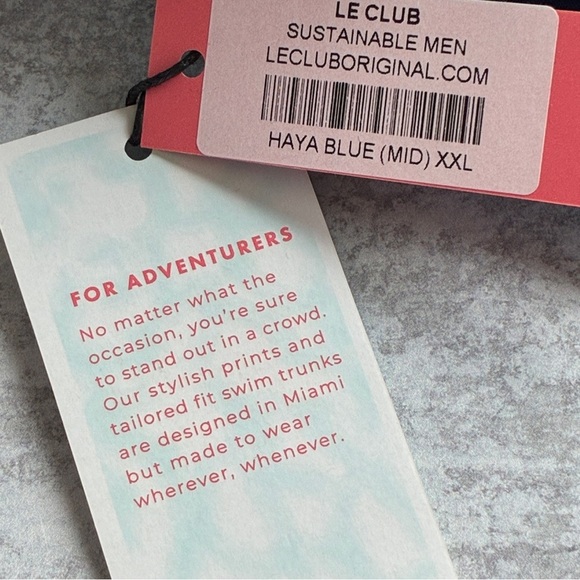 LE CLUB
SUSTAINABLE MEN
LECLUBORIGINAL.COM
HAYA BLUE (MID) XXL
FOR ADVENTURERS
No matter what the
occasion, you're sure
to stand out in a crowd.
Our stylish prints and
tailored fit swim trunks
are designed in Miami
but made to wear
wherever, whenever.